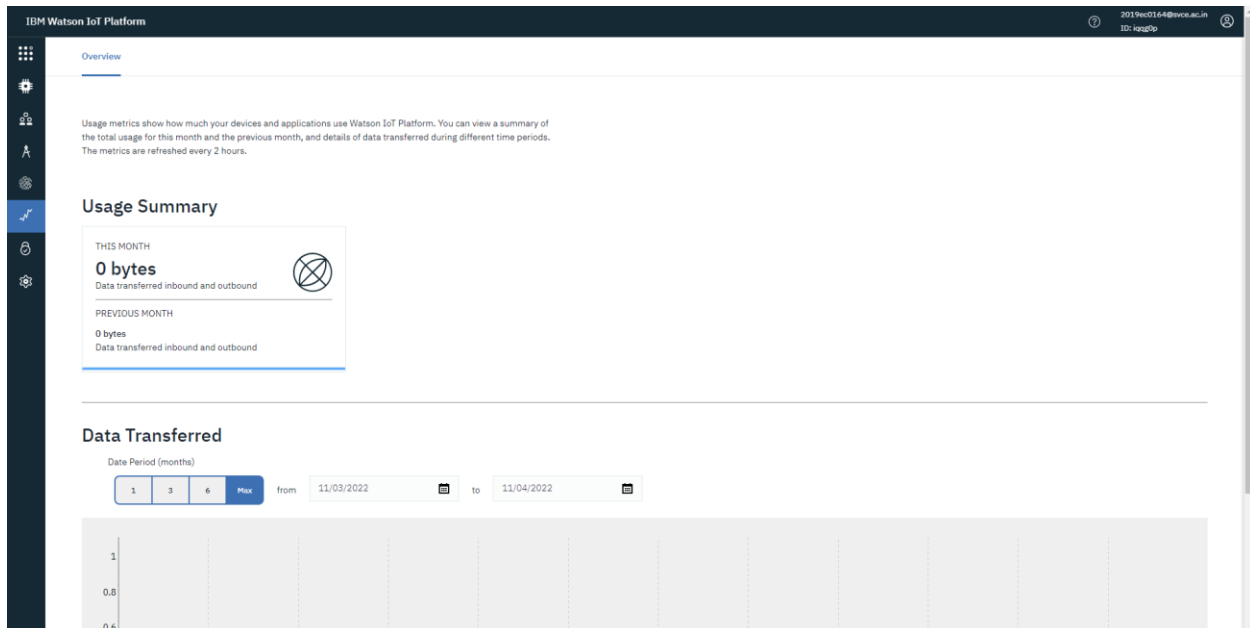 IBM Watson IoT Platform
2019ec0164@svce.ac.in
ID: iqqg0p
Overview
Usage metrics show how much your devices and applications use Watson IoT Platform. You can view a summary of
the total usage for this month and the previous month, and details of data transferred during different time periods.
The metrics are refreshed every 2 hours.
Usage Summary
THIS MONTH
0 bytes
Data transferred inbound and outbound
PREVIOUS MONTH
0 bytes
Data transferred inbound and outbound
Data Transferred
Date Period (months)
1 3 6 Max from 11/03/2022 to 11/04/2022
1
0.8
0.6